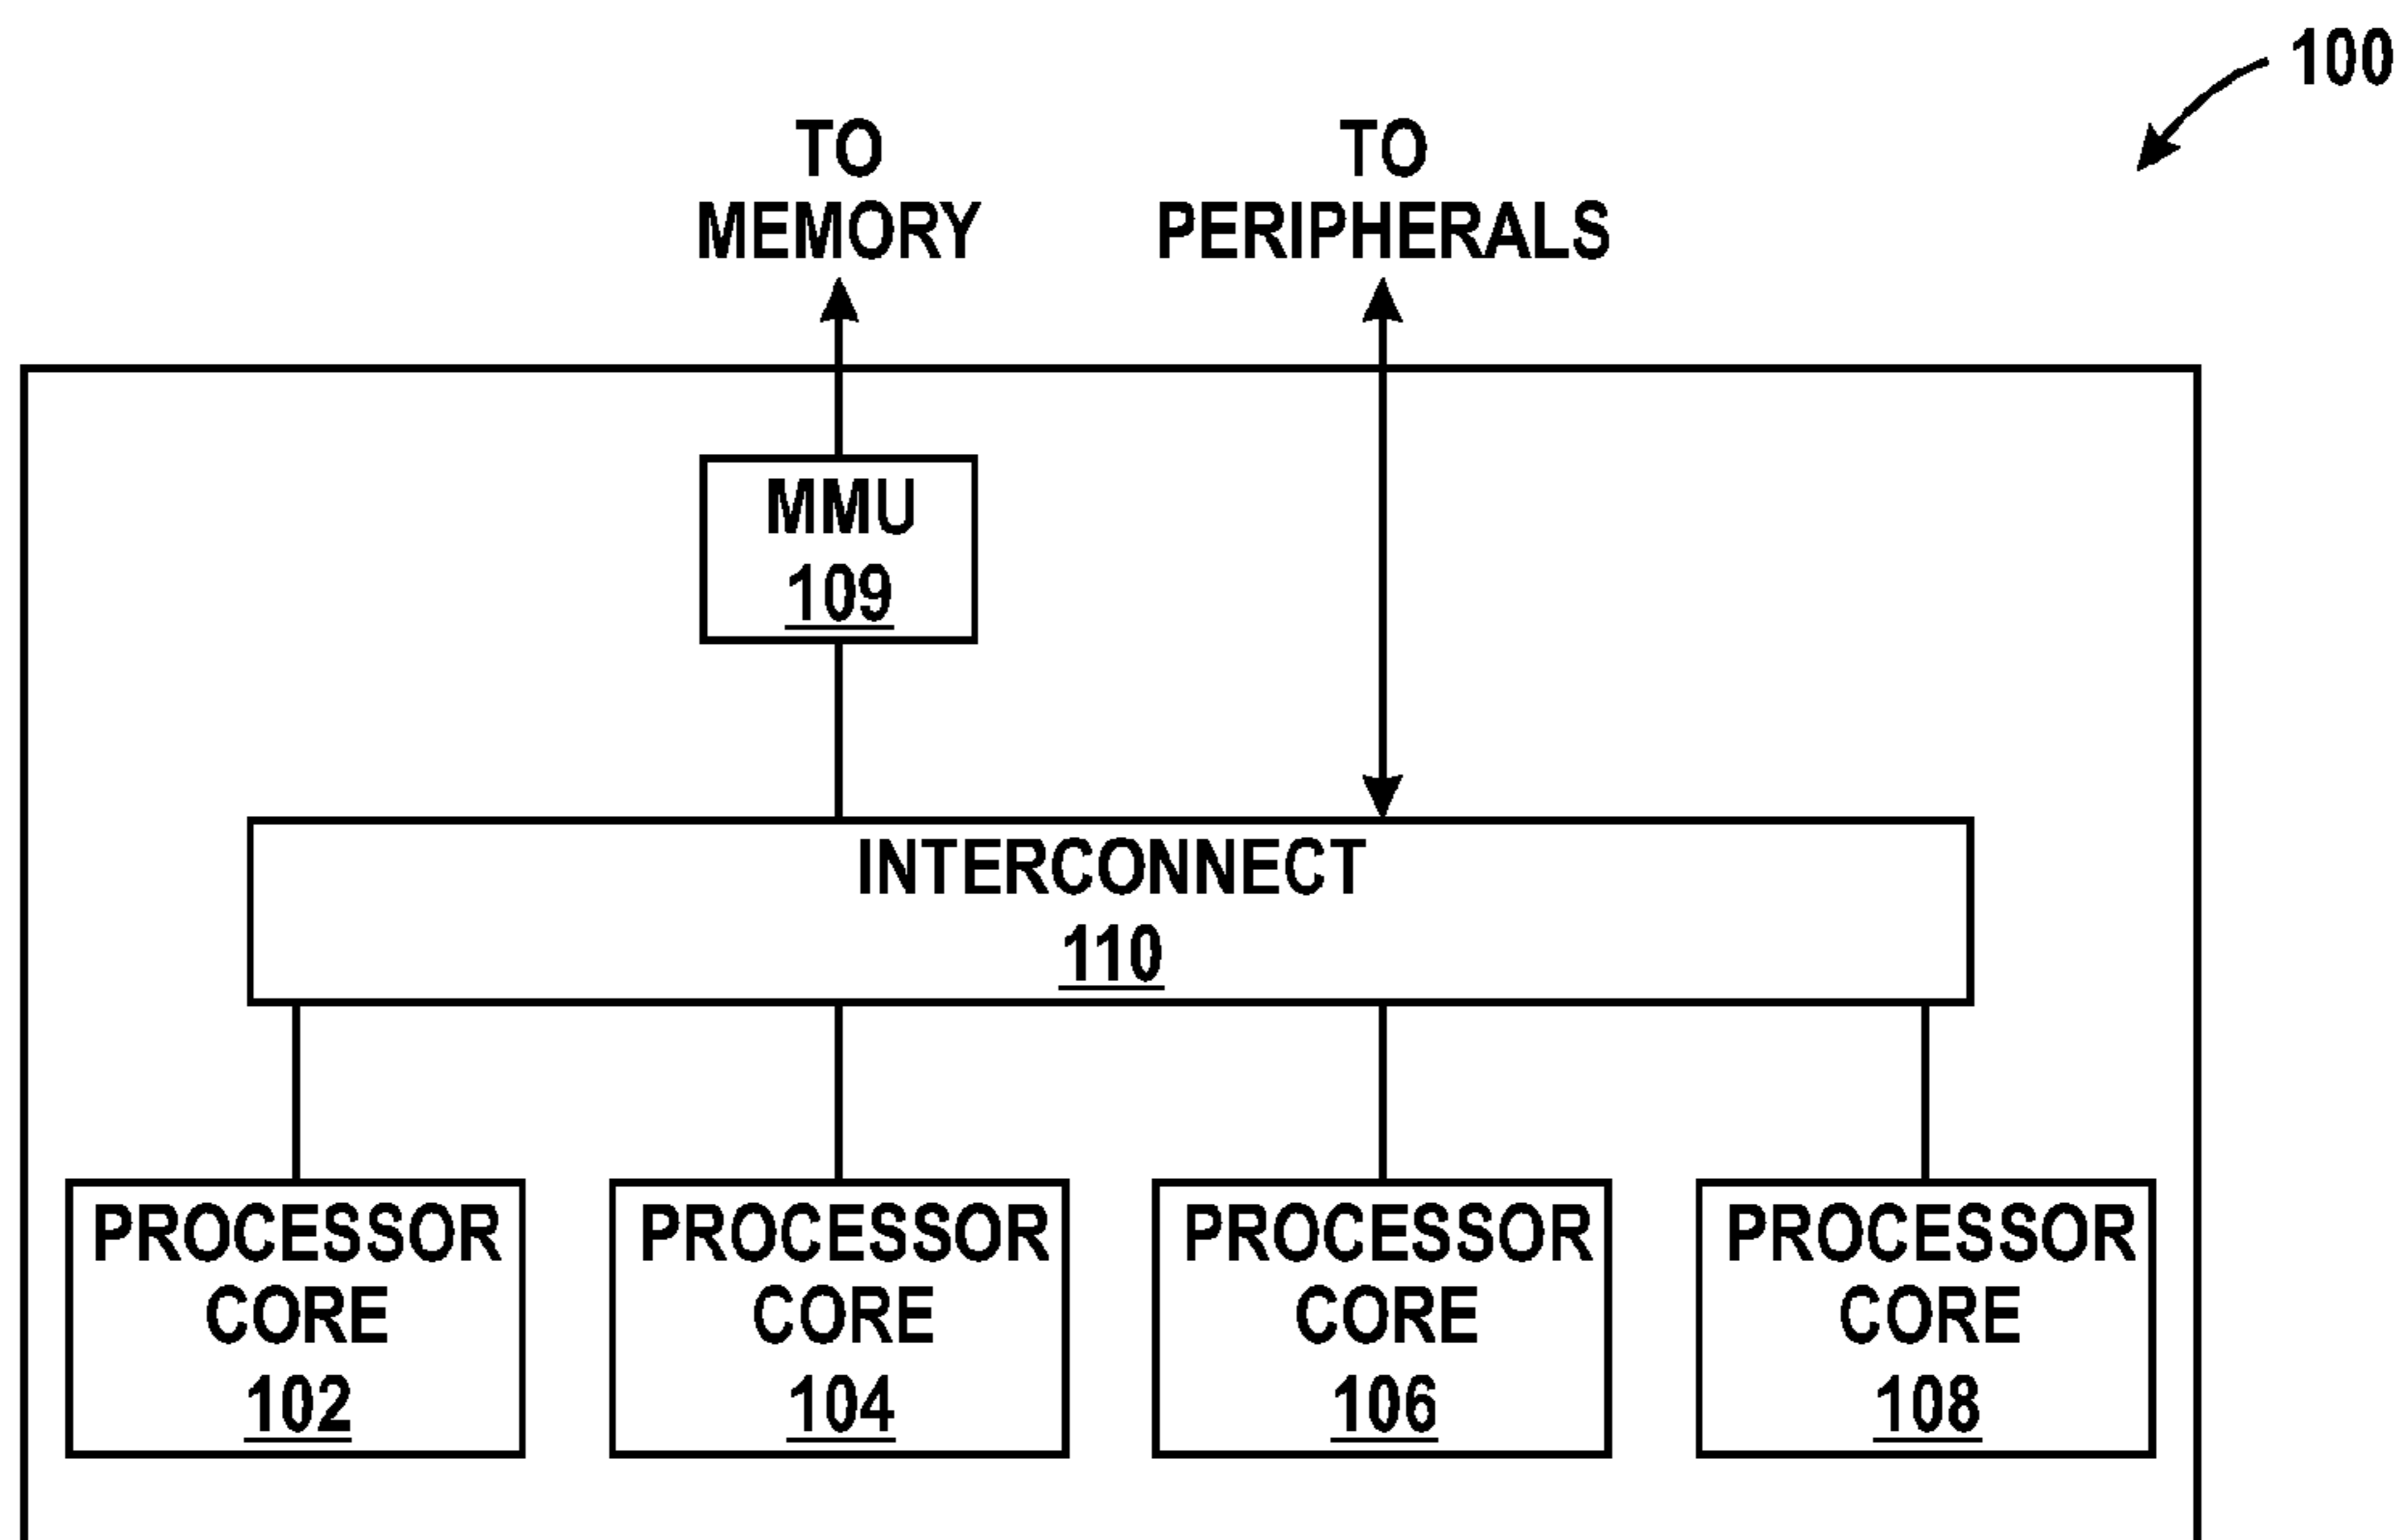 100
TO
MEMORY
TO
PERIPHERALS
MMU
109
INTERCONNECT
110
PROCESSOR
CORE
102
PROCESSOR
CORE
104
PROCESSOR
CORE
106
PROCESSOR
CORE
108